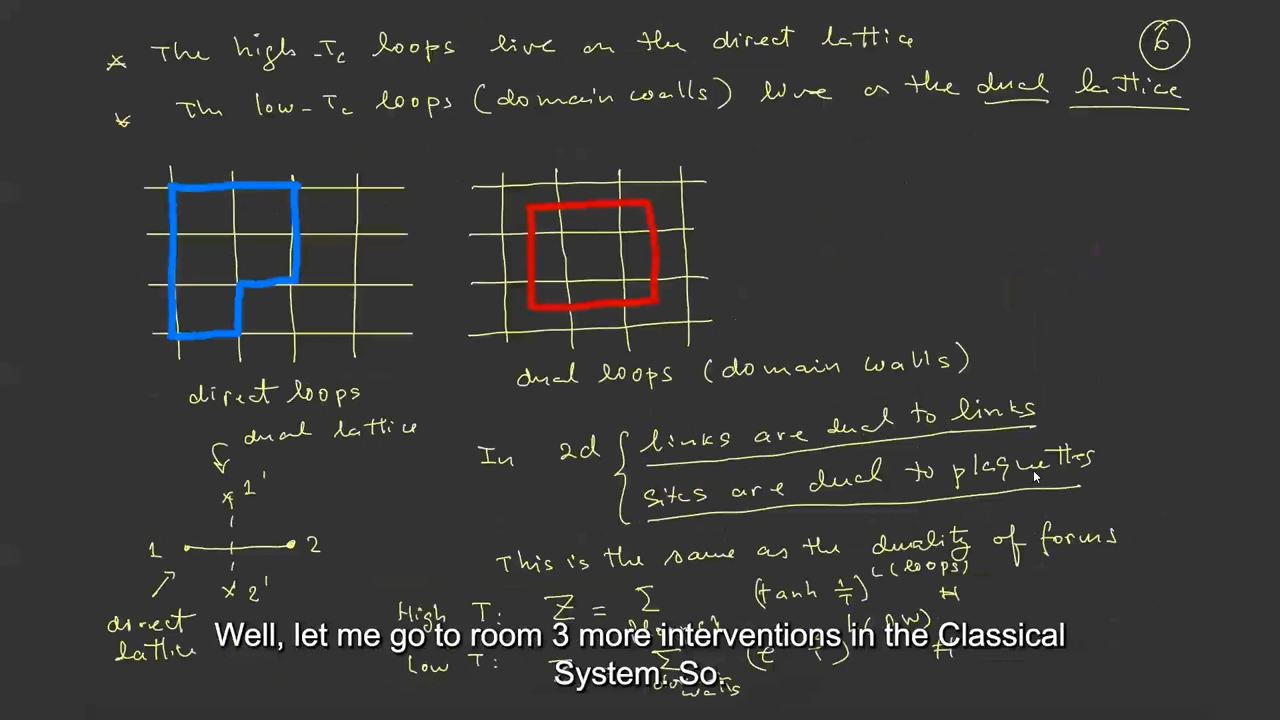 * The high-Tc loops live on the direct lattice
6
* The low-Tc loops (domain walls) live on the dual lattice
direct loops
dual loops (domain walls)
dual lattice
1'
1 2
2'
direct lattice
In 2d { links are dual to links
sites are dual to plaquettes
This is the same as the duality of forms
High T: Z = Σ (tanh 1/T)^L(loops)
Low T:
walls
Well, let me go to room 3 more interventions in the Classical
System. So.